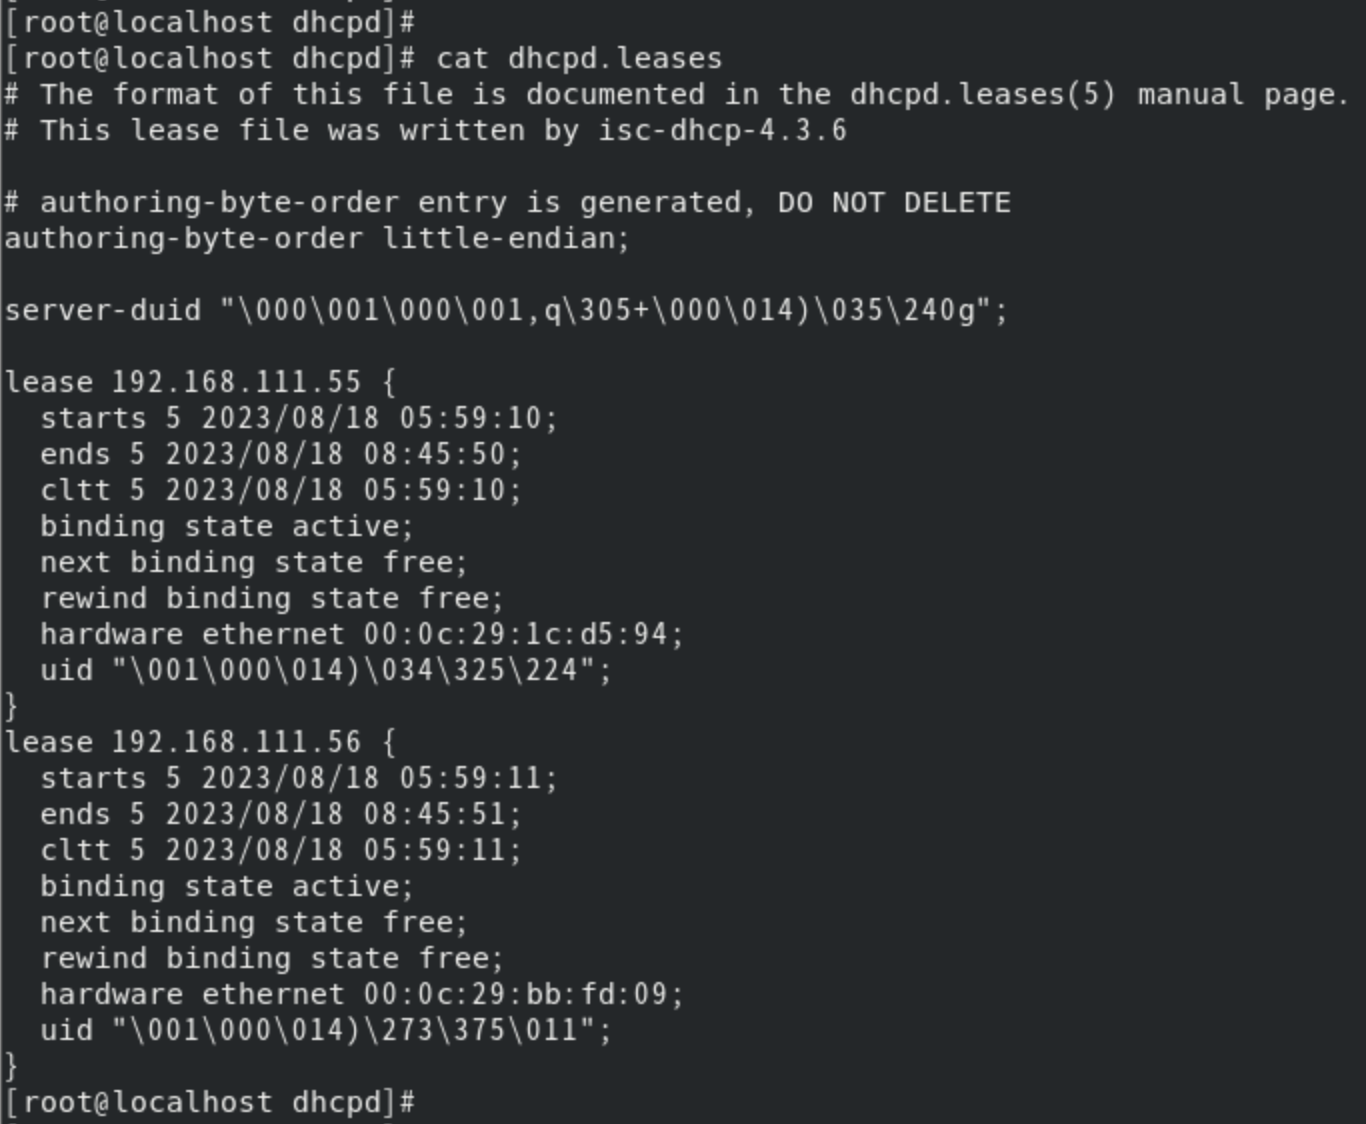 [root@localhost dhcpd]#
[root@localhost dhcpd]# cat dhcpd.leases
# The format of this file is documented in the dhcpd.leases(5) manual page.
# This lease file was written by isc-dhcp-4.3.6

# authoring-byte-order entry is generated, DO NOT DELETE
authoring-byte-order little-endian;

server-duid "\000\001\000\001,q\305+\000\014)\035\240g";

lease 192.168.111.55 {
  starts 5 2023/08/18 05:59:10;
  ends 5 2023/08/18 08:45:50;
  cltt 5 2023/08/18 05:59:10;
  binding state active;
  next binding state free;
  rewind binding state free;
  hardware ethernet 00:0c:29:1c:d5:94;
  uid "\001\000\014)\034\325\224";
}
lease 192.168.111.56 {
  starts 5 2023/08/18 05:59:11;
  ends 5 2023/08/18 08:45:51;
  cltt 5 2023/08/18 05:59:11;
  binding state active;
  next binding state free;
  rewind binding state free;
  hardware ethernet 00:0c:29:bb:fd:09;
  uid "\001\000\014)\273\375\011";
}
[root@localhost dhcpd]#